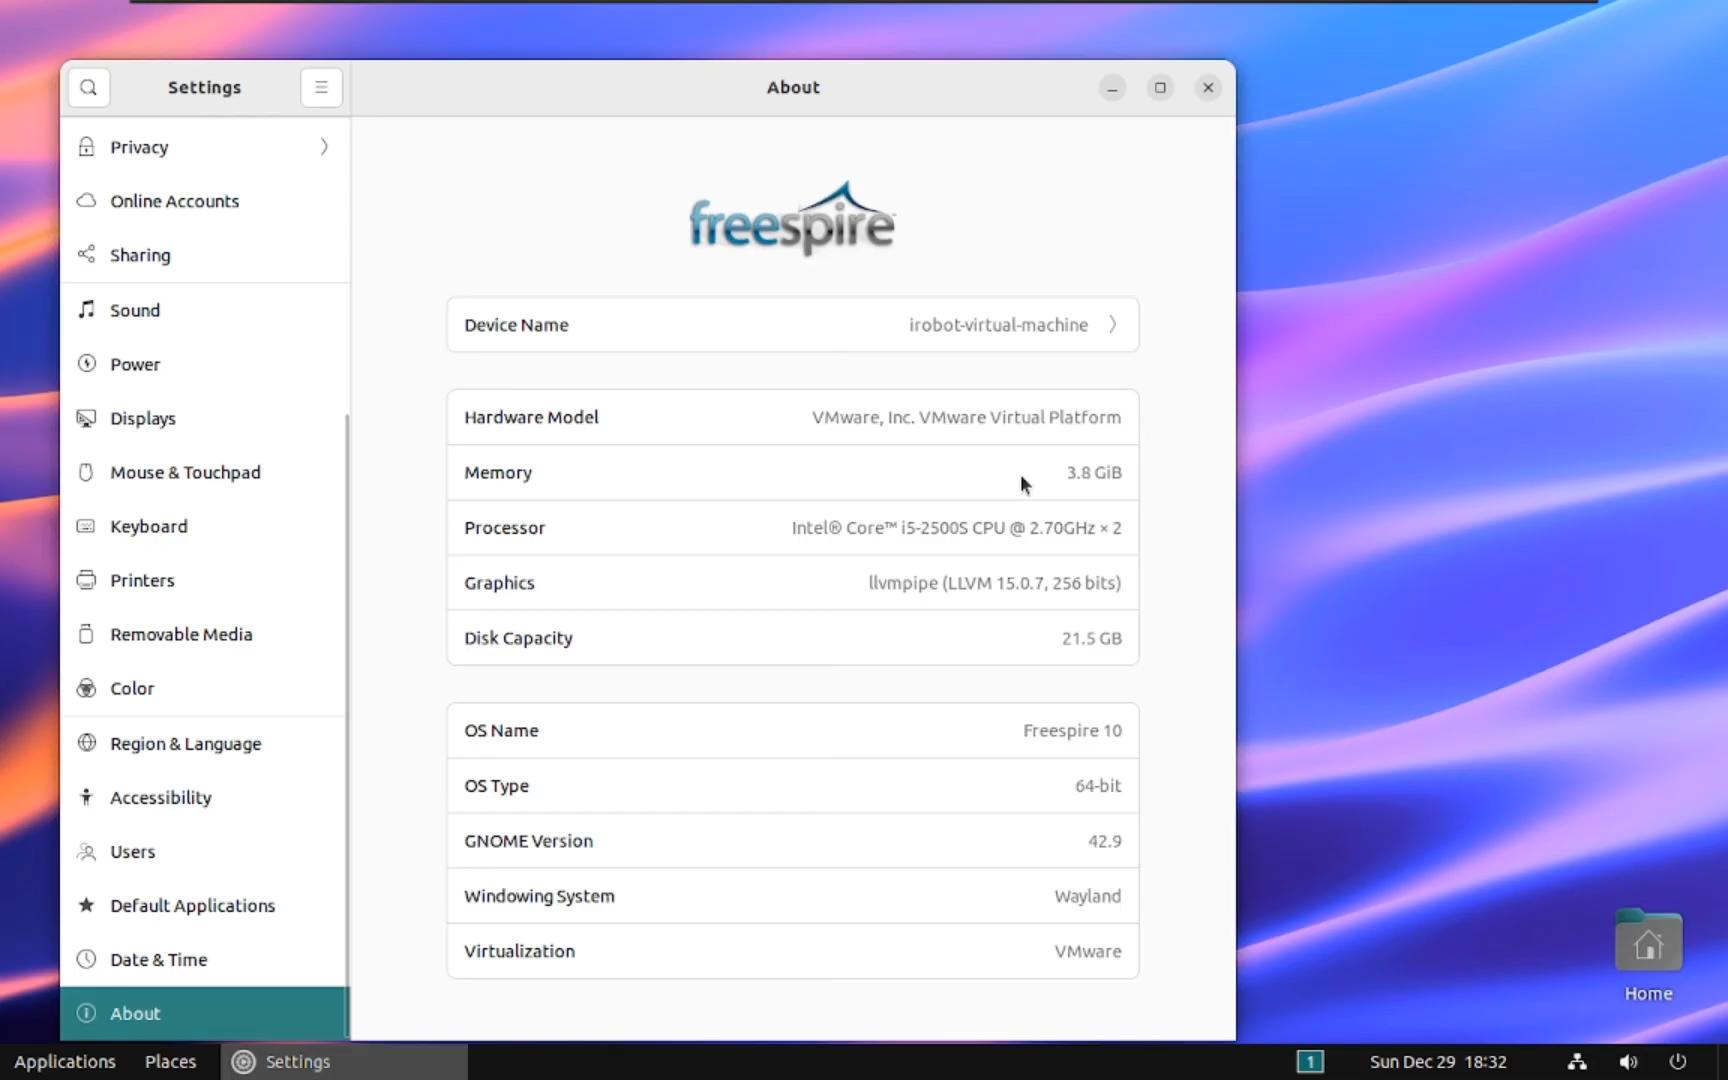 Settings
About
Privacy
Online Accounts
Sharing
Sound
Power
Displays
Mouse & Touchpad
Keyboard
Printers
Removable Media
Color
Region & Language
Accessibility
Users
Default Applications
Date & Time
About
freespire
Device Name irobot-virtual-machine
Hardware Model VMware, Inc. VMware Virtual Platform
Memory 3.8 GiB
Processor Intel® Core™ i5-2500S CPU @ 2.70GHz × 2
Graphics llvmpipe (LLVM 15.0.7, 256 bits)
Disk Capacity 21.5 GB
OS Name Freespire 10
OS Type 64-bit
GNOME Version 42.9
Windowing System Wayland
Virtualization VMware
Home
Applications Places Settings 1 Sun Dec 29 18:32